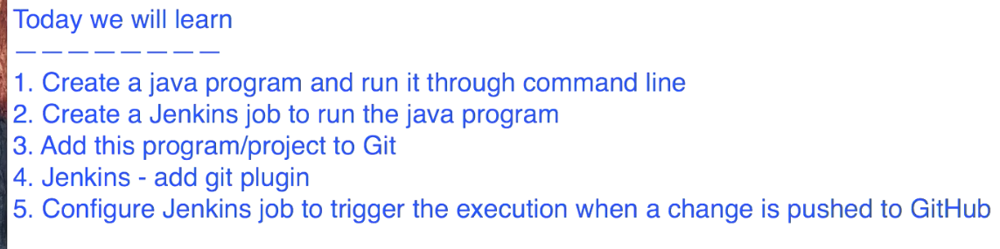 Today we will learn
— — — — — — — —
1. Create a java program and run it through command line
2. Create a Jenkins job to run the java program
3. Add this program/project to Git
4. Jenkins - add git plugin
5. Configure Jenkins job to trigger the execution when a change is pushed to GitHub